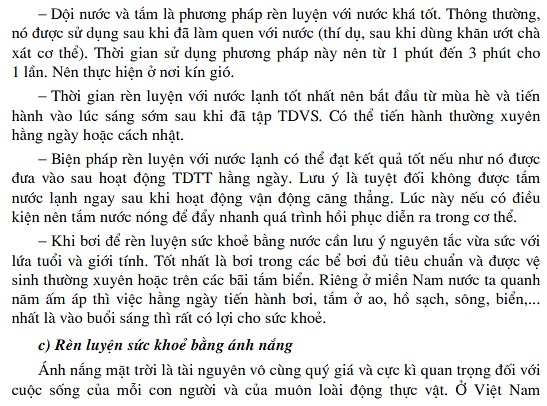 – Dội nước và tắm là phương pháp rèn luyện với nước khá tốt. Thông thường,
nó được sử dụng sau khi đã làm quen với nước (thí dụ, sau khi dùng khăn ướt chà
xát cơ thể). Thời gian sử dụng phương pháp này nên từ 1 phút đến 3 phút cho
1 lần. Nên thực hiện ở nơi kín gió.
– Thời gian rèn luyện với nước lạnh tốt nhất nên bắt đầu từ mùa hè và tiến
hành vào lúc sáng sớm sau khi đã tập TDVS. Có thể tiến hành thường xuyên
hằng ngày hoặc cách nhật.
– Biện pháp rèn luyện với nước lạnh có thể đạt kết quả tốt nếu như nó được
đưa vào sau hoạt động TDTT hằng ngày. Lưu ý là tuyệt đối không được tắm
nước lạnh ngay sau khi hoạt động vận động căng thẳng. Lúc này nếu có điều
kiện nên tắm nước nóng để đẩy nhanh quá trình hồi phục diễn ra trong cơ thể.
– Khi bơi để rèn luyện sức khoẻ bằng nước cần lưu ý nguyên tắc vừa sức với
lứa tuổi và giới tính. Tốt nhất là bơi trong các bể bơi đủ tiêu chuẩn và được vệ
sinh thường xuyên hoặc trên các bãi tắm biển. Riêng ở miền Nam nước ta quanh
năm ấm áp thì việc hằng ngày tiến hành bơi, tắm ở ao, hồ sạch, sông, biển,...
nhất là vào buổi sáng thì rất có lợi cho sức khoẻ.
c) Rèn luyện sức khoẻ bằng ánh nắng
Ánh nắng mặt trời là tài nguyên vô cùng quý giá và cực kì quan trọng đối với
cuộc sống của mỗi con người và của muôn loài động thực vật. Ở Việt Nam